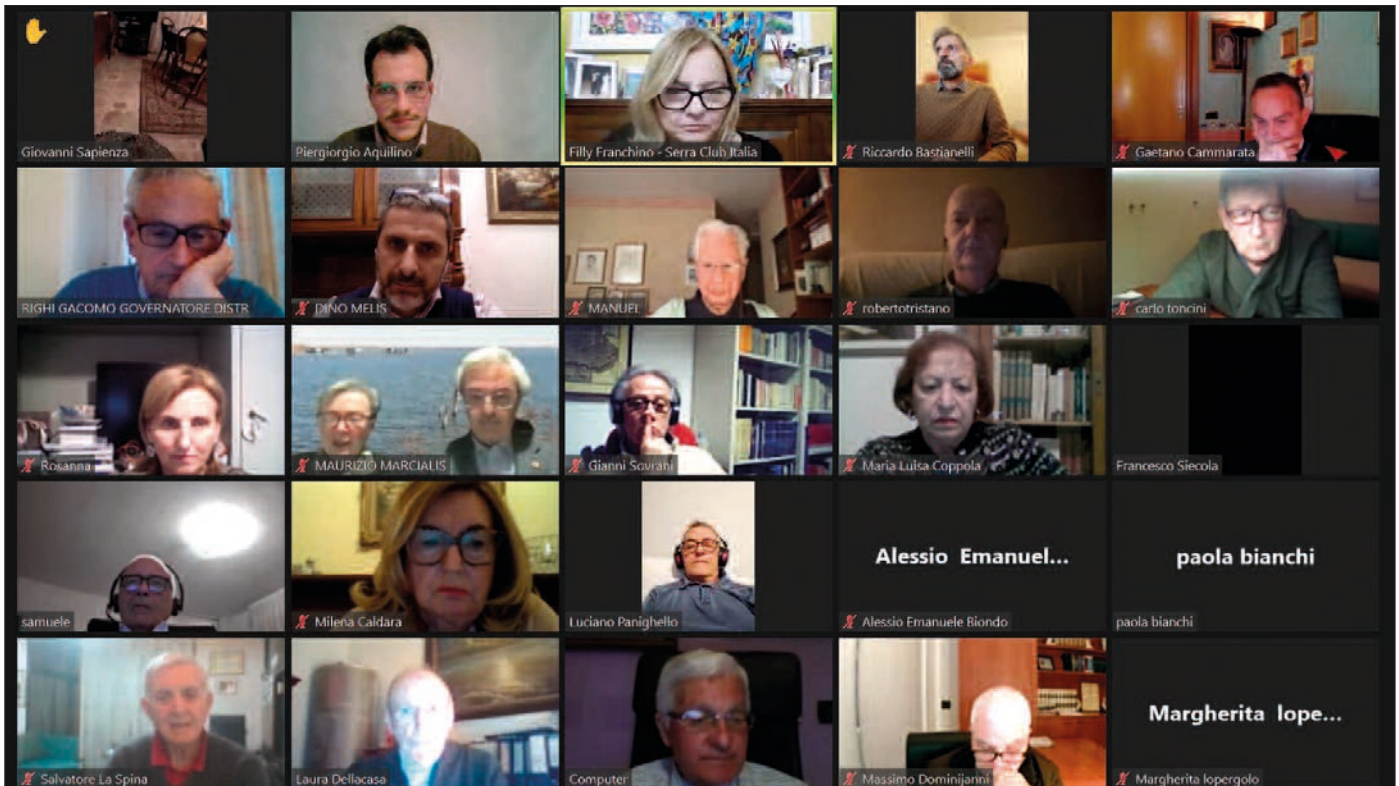 Giovanni Sapienza
Piergiorgio Aquilino
Filly Franchino - Serra Club Italia
Riccardo Bastianelli
Gaetano Cammarata
RIGHI GACOMO GOVERNATORE DISTR
DINO MELIS
MANUEL
robertotristano
carlo toncini
Rosanna
MAURIZIO MARCIALIS
Gianni Sovrani
Maria Luisa Coppola
Francesco Siecola
samuele
Milena Caldara
Luciano Panighello
Alessio Emanuel...
Alessio Emanuele Biondo
paola bianchi
paola bianchi
Salvatore La Spina
Laura Dellacasa
Computer
Massimo Dominijanni
Margherita lope...
Margherita lopergolo